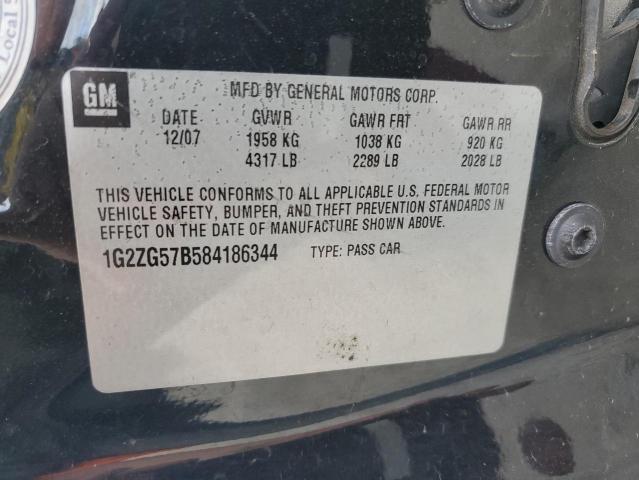 Local S
GM
MFD BY GENERAL MOTORS CORP.
DATE GVWR GAWR FRT GAWR RR
12/07 1958 KG 1038 KG 920 KG
4317 LB 2289 LB 2028 LB
THIS VEHICLE CONFORMS TO ALL APPLICABLE U.S. FEDERAL MOTOR
VEHICLE SAFETY, BUMPER, AND THEFT PREVENTION STANDARDS IN
EFFECT ON THE DATE OF MANUFACTURE SHOWN ABOVE.
1G2ZG57B584186344 TYPE: PASS CAR